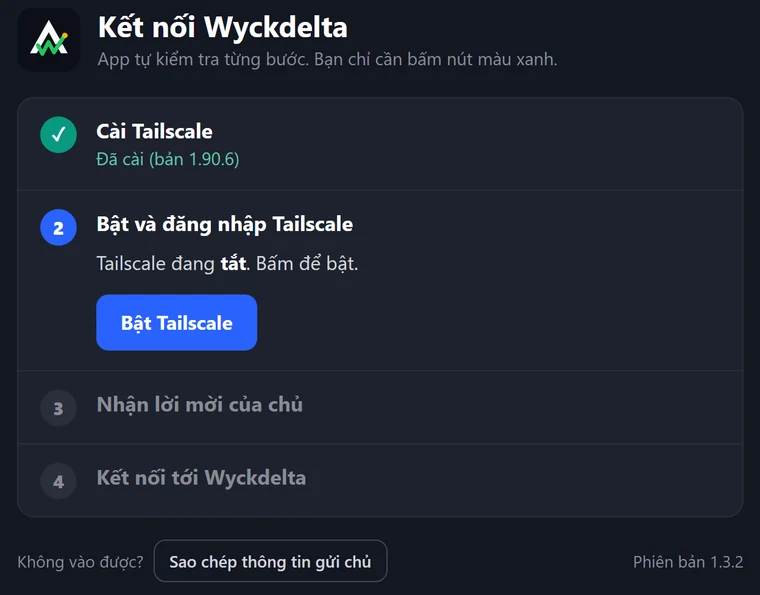 Kết nối Wyckdelta
App tự kiểm tra từng bước. Bạn chỉ cần bấm nút màu xanh.
Cài Tailscale
Đã cài (bản 1.90.6)
2
Bật và đăng nhập Tailscale
Tailscale đang tắt. Bấm để bật.
Bật Tailscale
3
Nhận lời mời của chủ
4
Kết nối tới Wyckdelta
Không vào được?
Sao chép thông tin gửi chủ
Phiên bản 1.3.2